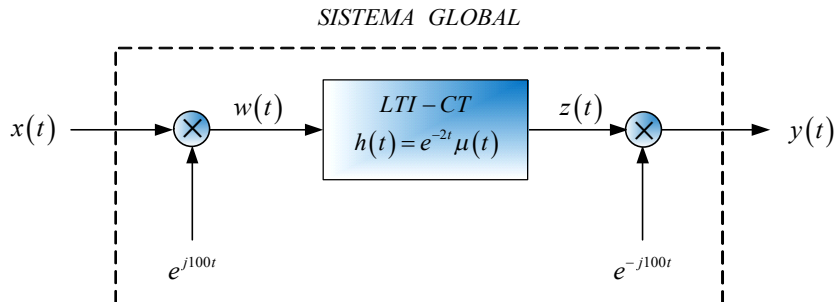 SISTEMA GLOBAL
x(t)
w(t)
LTI – CT
h(t) = e^{-2t} μ(t)
z(t)
y(t)
e^{j100t}
e^{-j100t}